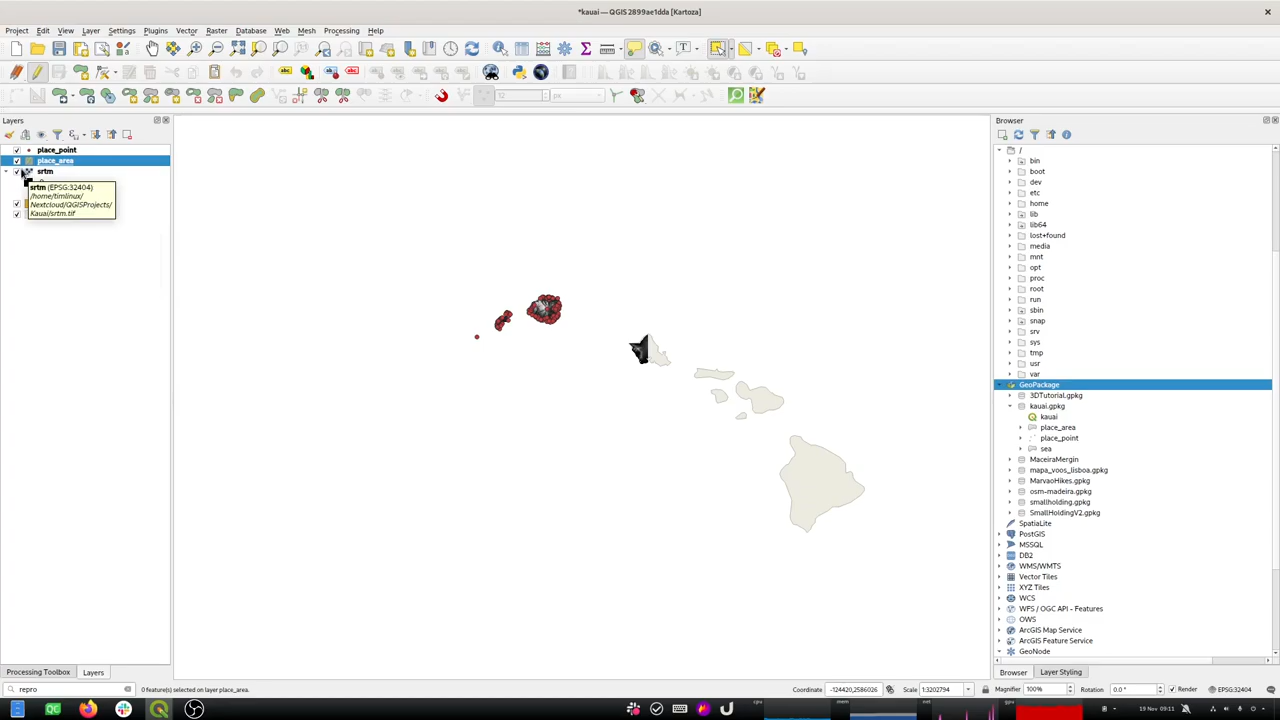 *kauai — QGIS 2899ae1dda [Kartoza]
Project Edit View Layer Settings Plugins Vector Raster Database Web Mesh Processing Help
Layers
place_point
place_area
srtm
srtm (EPSG:32404)
/home/timlinux/
Nextcloud/QGISProjects/
Kauai/srtm.tif
Browser
/
bin
boot
dev
etc
home
lib
lib64
lost+found
media
mnt
opt
proc
root
run
sbin
snap
srv
sys
tmp
usr
var
GeoPackage
3DTutorial.gpkg
kauai.gpkg
kauai
place_area
place_point
sea
MaceiraMergin
mapa_voos_lisboa.gpkg
MarvaoHikes.gpkg
osm-madeira.gpkg
smallholding.gpkg
SmallHoldingV2.gpkg
SpatiaLite
PostGIS
MSSQL
DB2
WMS/WMTS
Vector Tiles
XYZ Tiles
WCS
WFS / OGC API - Features
OWS
ArcGIS Map Service
ArcGIS Feature Service
GeoNode
Processing Toolbox Layers
Browser Layer Styling
repro 0 feature(s) selected on layer place_area. Coordinate -124420,2586026 Scale 1:3202794 Magnifier 100% Rotation 0.0 ° Render EPSG:32404
19 Nov 09:11